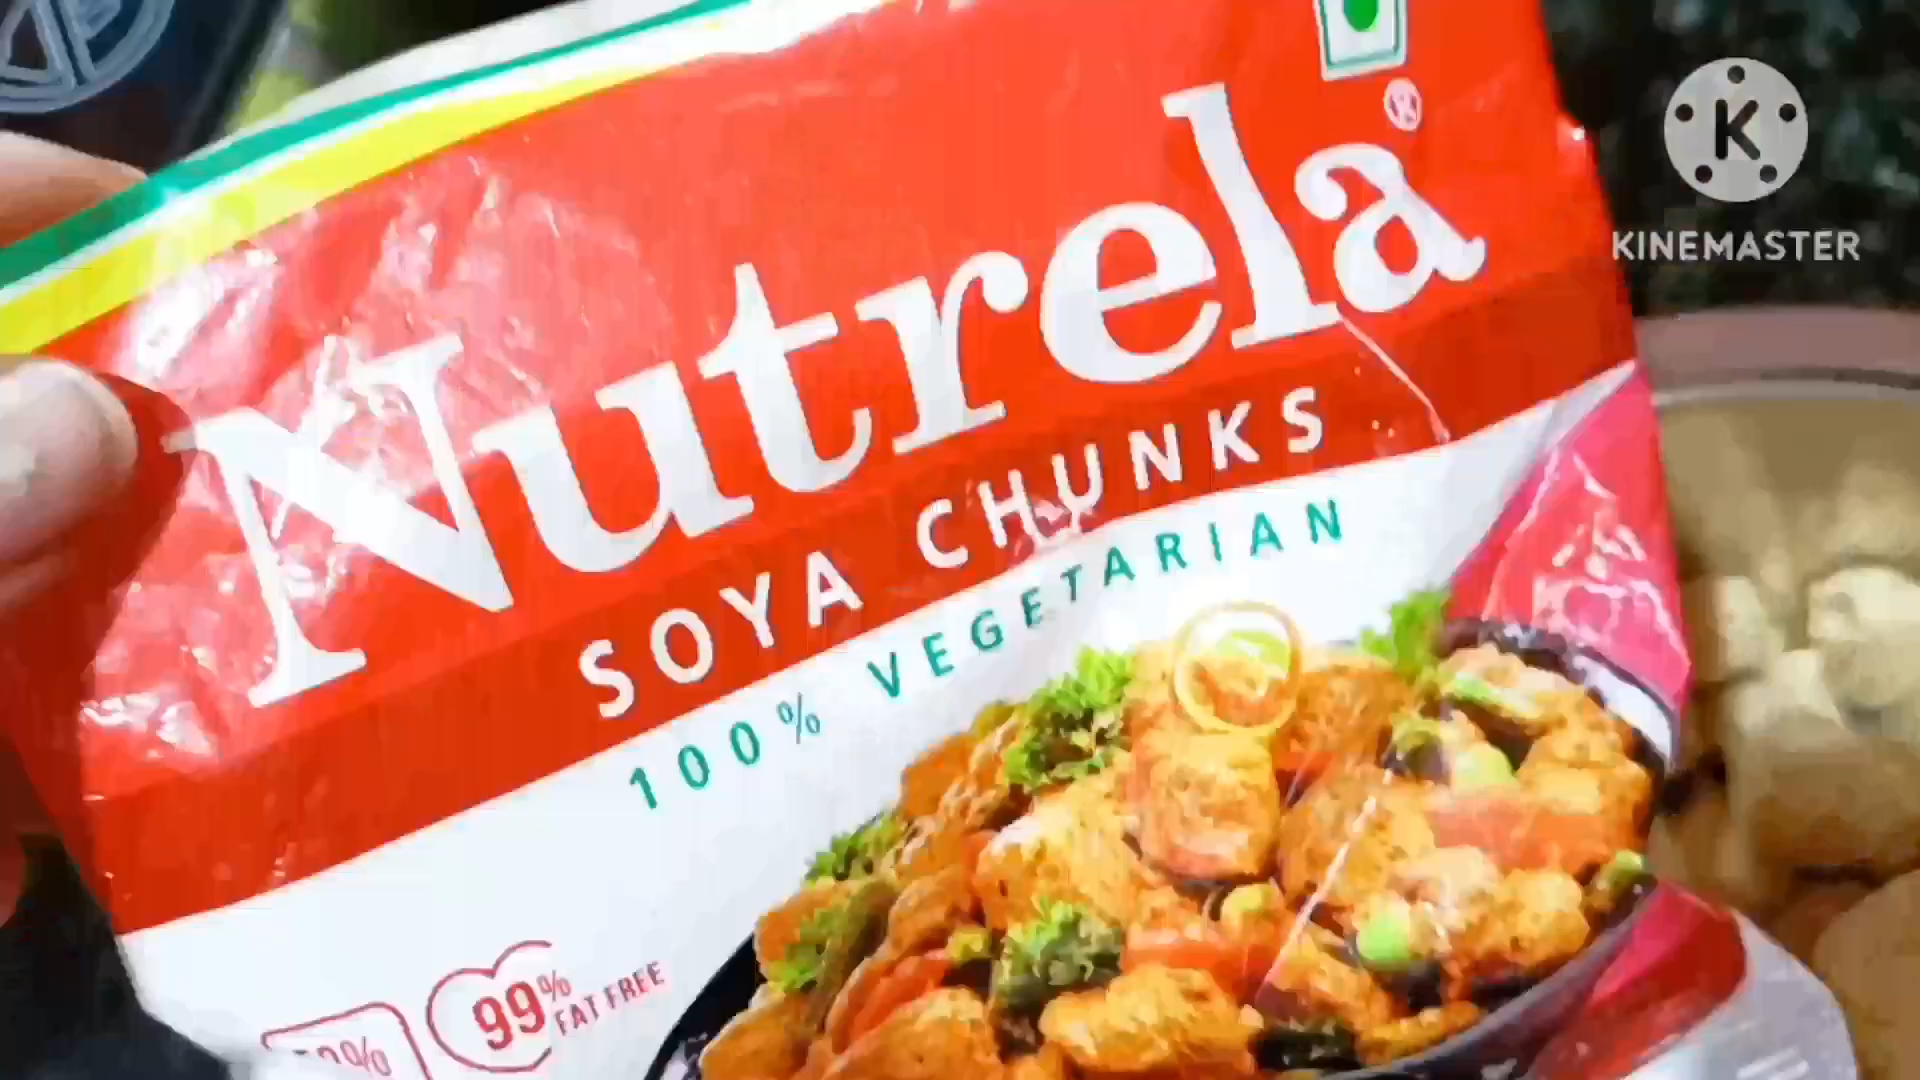 Nutrela®
SOYA CHUNKS
100% VEGETARIAN
99% FAT FREE
K
KINEMASTER